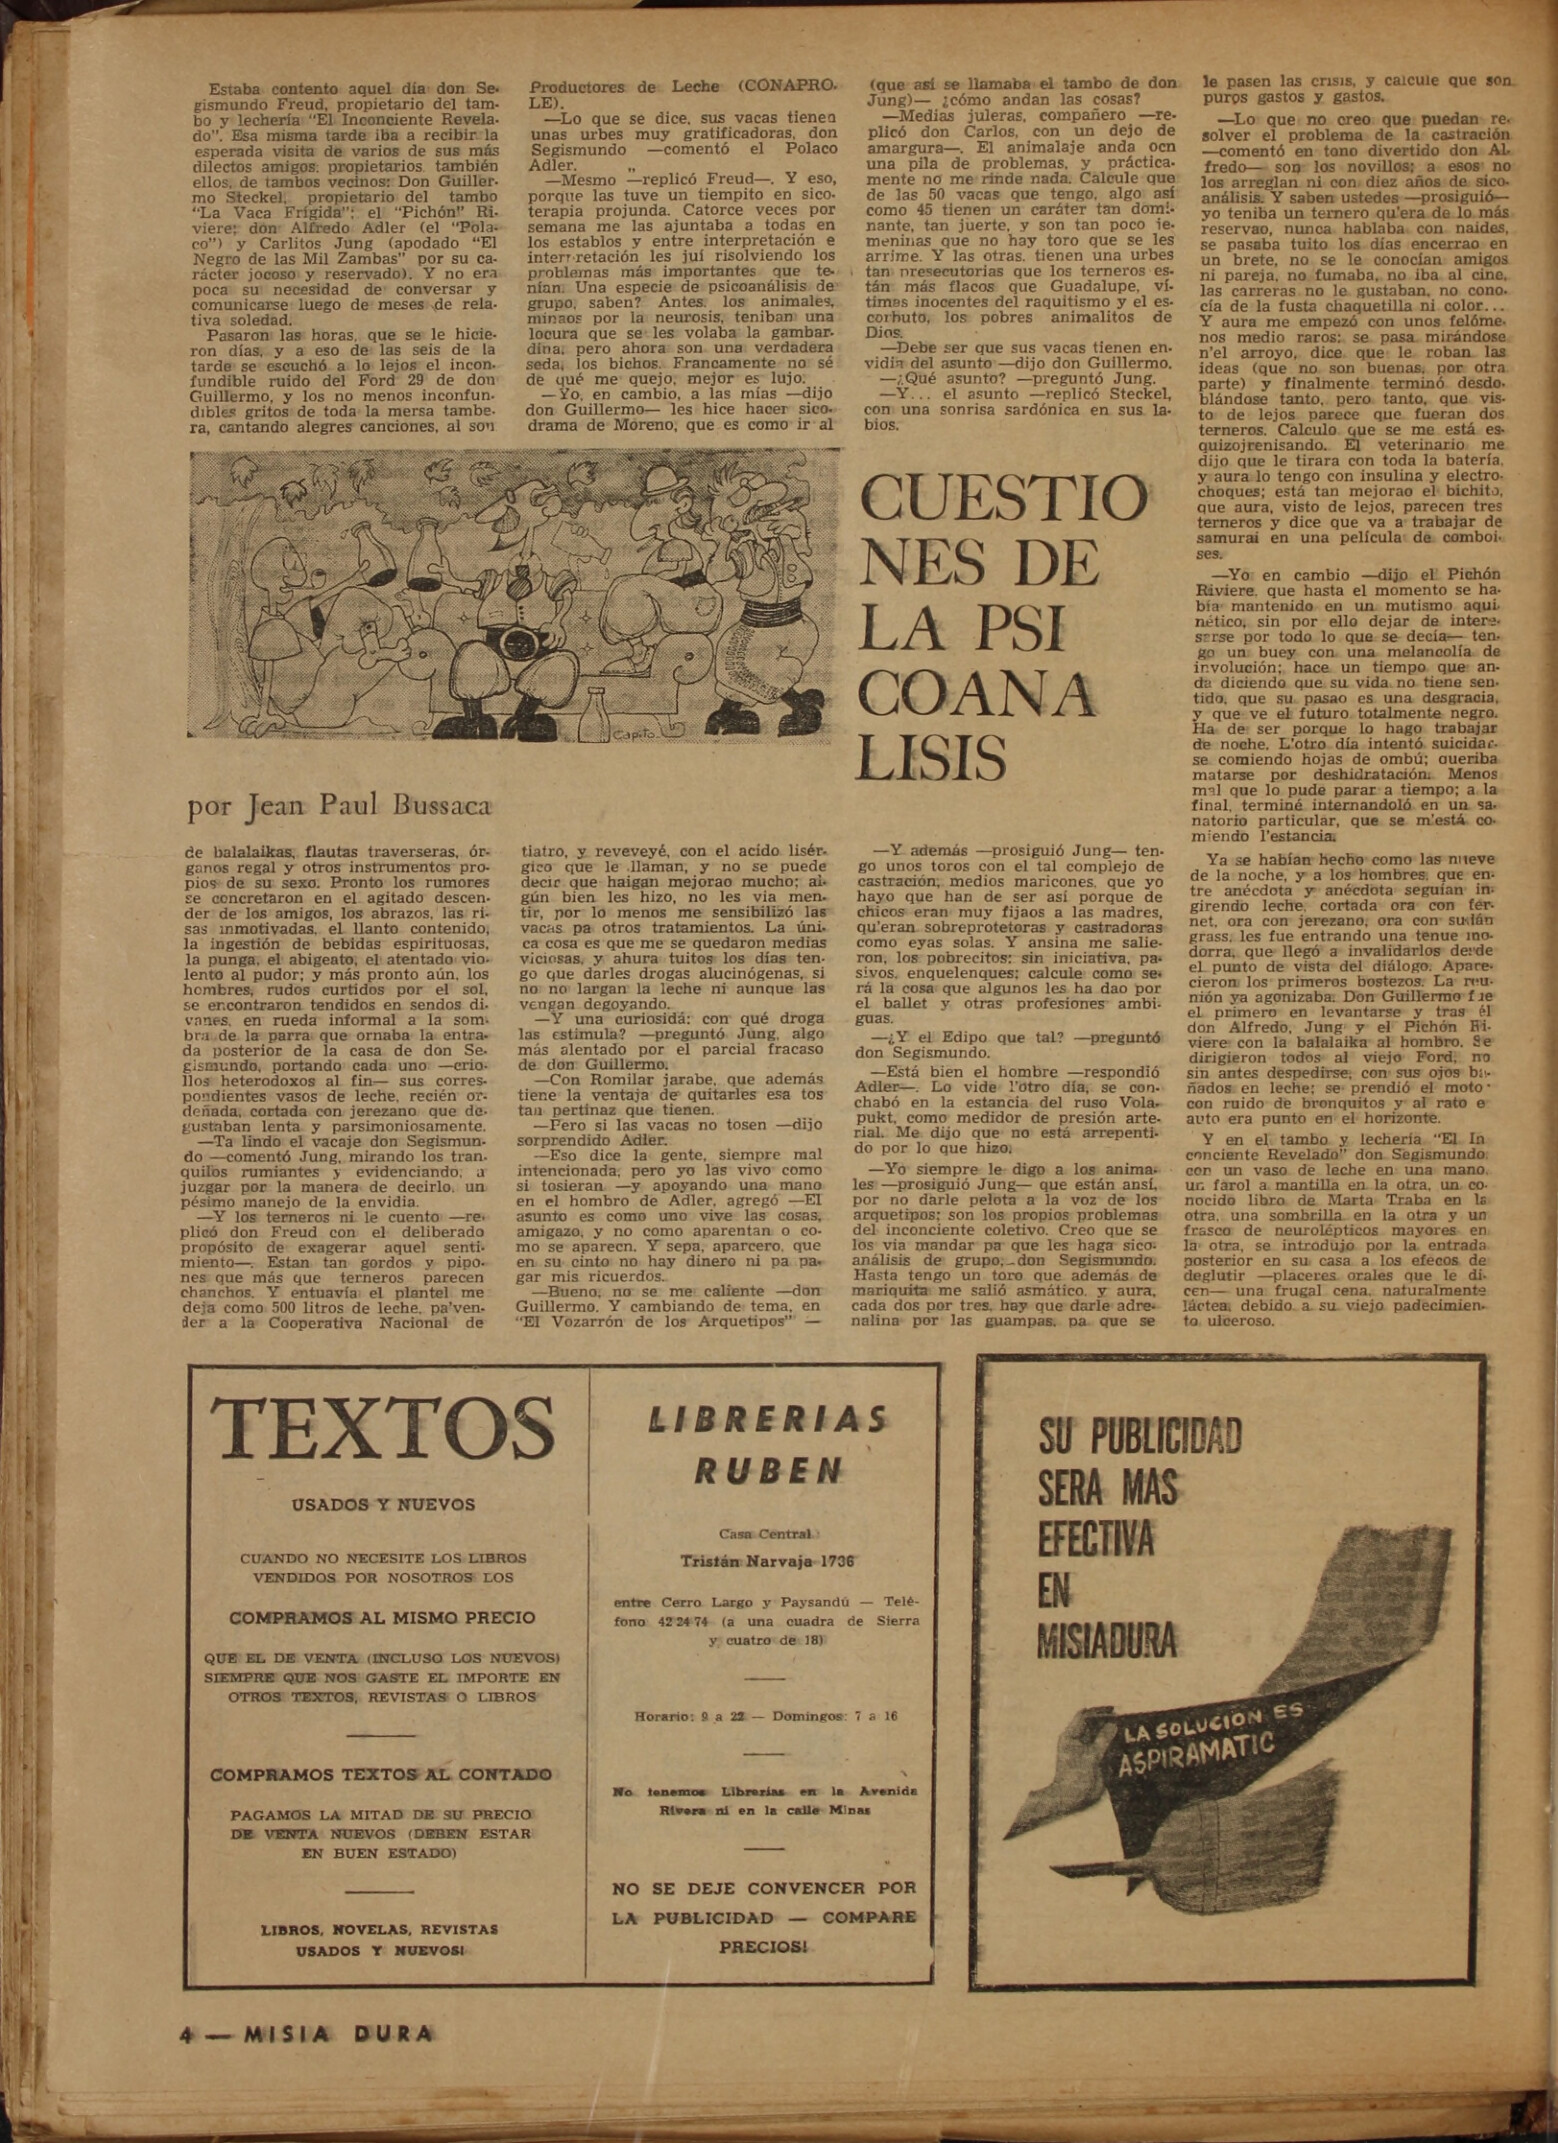 Estaba contento aquel día don Se-
gismundo Freud, propietario del tam-
bo y lechería "El Inconciente Revela-
do". Esa misma tarde iba a recibir la
esperada visita de varios de sus más
dilectos amigos: propietarios también
ellos, de tambos vecinos: Don Guiller-
mo Steckel, propietario del tambo
"La Vaca Frígida"; el "Pichón" Ri-
viere; don Alfredo Adler (el "Pola-
co") y Carlitos Jung (apodado "El
Negro de las Mil Zambas" por su ca-
rácter jocoso y reservado). Y no era
poca su necesidad de conversar y
comunicarse luego de meses de rela-
tiva soledad.
Pasaron las horas, que se le hicie-
ron días, y a eso de las seis de la
tarde se escuchó a lo lejos el incon-
fundible ruido del Ford 29 de don
Guillermo, y los no menos inconfun-
dibles gritos de toda la mersa tambe-
ra, cantando alegres canciones, al son
Productores de Leche (CONAPRO-
LE).
—Lo que se dice, sus vacas tienen
unas urbes muy gratificadoras, don
Segismundo —comentó el Polaco
Adler.
—Mesmo —replicó Freud—. Y eso,
porque las tuve un tiempito en sico-
terapia projunda. Catorce veces por
semana me las ajuntaba a todas en
los establos y entre interpretación e
interpretación les juí risolviendo los
problemas más importantes que te-
nían. Una especie de psicoanálisis de
grupo, saben? Antes, los animales,
minaos por la neurosis, teniban una
locura que se les volaba la gambar-
dina, pero ahora son una verdadera
seda, los bichos. Francamente no sé
de qué me quejo, mejor es lujo.
—Yo, en cambio, a las mías —dijo
don Guillermo— les hice hacer sico-
drama de Moreno, que es como ir al
(que así se llamaba el tambo de don
Jung)— ¿cómo andan las cosas?
—Medias juleras, compañero —re-
plicó don Carlos, con un dejo de
amargura—. El animalaje anda ocn
una pila de problemas, y práctica-
mente no me rinde nada. Calcule que
de las 50 vacas que tengo, algo así
como 45 tienen un caráter tan domi-
nante, tan juerte, y son tan poco fe-
meninas que no hay toro que se les
arrime. Y las otras, tienen una urbes
tan presecutorias que los terneros es-
tán más flacos que Guadalupe, ví-
timas inocentes del raquitismo y el es-
corbuto, los pobres animalitos de
Dios.
—Debe ser que sus vacas tienen en-
vidia del asunto —dijo don Guillermo.
—¿Qué asunto? —preguntó Jung.
—Y... el asunto —replicó Steckel,
con una sonrisa sardónica en sus la-
bios.
CUESTIO
NES DE
LA PSI
COANA
LISIS
Capito
por Jean Paul Bussaca
de balalaikas, flautas traverseras, ór-
ganos regal y otros instrumentos pro-
pios de su sexo. Pronto los rumores
se concretaron en el agitado descen-
der de los amigos, los abrazos, las ri-
sas inmotivadas, el llanto contenido,
la ingestión de bebidas espirituosas,
la punga, el abigeato, el atentado vio-
lento al pudor; y más pronto aún, los
hombres, rudos curtidos por el sol,
se encontraron tendidos en sendos di-
vanes, en rueda informal a la som-
bra de la parra que ornaba la entra-
da posterior de la casa de don Se-
gismundo, portando cada uno —crio-
llos heterodoxos al fin— sus corres-
pondientes vasos de leche, recién or-
deñada, cortada con jerezano que de-
gustaban lenta y parsimoniosamente.
—Ta lindo el vacaje don Segismun-
do —comentó Jung, mirando los tran-
quilos rumiantes y evidenciando, a
juzgar por la manera de decirlo, un
pésimo manejo de la envidia.
—Y los terneros ni le cuento —re-
plicó don Freud con el deliberado
propósito de exagerar aquel senti-
miento—. Estan tan gordos y pipo-
nes que más que terneros parecen
chanchos. Y entuavía el plantel me
deja como 500 litros de leche, pa'ven-
der a la Cooperativa Nacional de
tiatro, y reveveyé, con el acido lisér-
gico que le llaman, y no se puede
decir que haigan mejorao mucho; al-
gún bien les hizo, no les via men-
tir, por lo menos me sensibilizó las
vacas pa otros tratamientos. La úni-
ca cosa es que me se quedaron medias
viciosas, y ahura tuitos los días ten-
go que darles drogas alucinógenas, si
no no largan la leche ni aunque las
vengan degoyando.
—Y una curiosidá: con qué droga
las estimula? —preguntó Jung, algo
más alentado por el parcial fracaso
de don Guillermo.
—Con Romilar jarabe, que además
tiene la ventaja de quitarles esa tos
tan pertinaz que tienen.
—Pero si las vacas no tosen —dijo
sorprendido Adler.
—Eso dice la gente, siempre mal
intencionada, pero yo las vivo como
si tosieran —y apoyando una mano
en el hombro de Adler, agregó —El
asunto es como uno vive las cosas,
amigazo, y no como aparentan o co-
mo se aparecn. Y sepa, aparcero, que
en su cinto no hay dinero ni pa pa-
gar mis ricuerdos.
—Bueno, no se me caliente —don
Guillermo. Y cambiando de tema, en
"El Vozarrón de los Arquetipos" —
—Y además —prosiguió Jung— ten-
go unos toros con el tal complejo de
castración, medios maricones, que yo
hayo que han de ser así porque de
chicos eran muy fijaos a las madres,
qu'eran sobreprotetoras y castradoras
como eyas solas. Y ansina me salie-
ron, los pobrecitos: sin iniciativa, pa-
sivos, enquelenques; calcule como se-
rá la cosa que algunos les ha dao por
el ballet y otras profesiones ambi-
guas.
—¿Y el Edipo que tal? —preguntó
don Segismundo.
—Está bien el hombre —respondió
Adler—. Lo vide l'otro día, se con-
chabó en la estancia del ruso Vola-
pukt, como medidor de presión arte-
rial. Me dijo que no está arrepenti-
do por lo que hizo.
—Yo siempre le digo a los anima-
les —prosiguió Jung— que están ansí,
por no darle pelota a la voz de los
arquetipos; son los propios problemas
del inconciente coletivo. Creo que se
los via mandar pa que les haga sico-
análisis de grupo, don Segismundo.
Hasta tengo un toro que además de
mariquita me salió asmático, y aura,
cada dos por tres, hay que darle adre-
nalina por las guampas, pa que se
le pasen las crisis, y calcule que son
puros gastos y gastos.
—Lo que no creo que puedan re-
solver el problema de la castración
—comentó en tono divertido don Al-
fredo— son los novillos; a esos no
los arreglan ni con diez años de sico-
análisis. Y saben ustedes —prosiguió—
yo teniba un ternero qu'era de lo más
reservao, nunca hablaba con naides,
se pasaba tuito los días encerrao en
un brete, no se le conocían amigos
ni pareja, no fumaba, no iba al cine,
las carreras no le gustaban, no cono-
cía de la fusta chaquetilla ni color...
Y aura me empezó con unos felóme-
nos medio raros: se pasa mirándose
n'el arroyo, dice que le roban las
ideas (que no son buenas, por otra
parte) y finalmente terminó desdo-
blándose tanto, pero tanto, que vis-
to de lejos parece que fueran dos
terneros. Calculo que se me está es-
quizojrenisando. El veterinario me
dijo que le tirara con toda la batería,
y aura lo tengo con insulina y electro-
choques; está tan mejorao el bichito,
que aura, visto de lejos, parecen tres
terneros y dice que va a trabajar de
samurai en una película de comboi-
ses.
—Yo en cambio —dijo el Pichón
Riviere, que hasta el momento se ha-
bía mantenido en un mutismo aqui-
nético, sin por ello dejar de intere-
sarse por todo lo que se decía— ten-
go un buey con una melancolía de
involución; hace un tiempo que an-
da diciendo que su vida no tiene sen-
tido, que su pasao es una desgracia,
y que ve el futuro totalmente negro.
Ha de ser porque lo hago trabajar
de noche. L'otro día intentó suicidar-
se comiendo hojas de ombú; queriba
matarse por deshidratación. Menos
mal que lo pude parar a tiempo; a la
final, terminé internandoló en un sa-
natorio particular, que se m'está co-
miendo l'estancia.
Ya se habían hecho como las nueve
de la noche, y a los hombres, que en-
tre anécdota y anécdota seguían in-
girendo leche, cortada ora con fer-
net, ora con jerezano, ora con sudán
grass, les fue entrando una tenue mo-
dorra, que llegó a invalidarlos desde
el punto de vista del diálogo. Apare-
cieron los primeros bostezos. La reu-
nión ya agonizaba. Don Guillermo fue
el primero en levantarse y tras él
don Alfredo, Jung y el Pichón Ri-
viere con la balalaika al hombro. Se
dirigieron todos al viejo Ford, no
sin antes despedirse, con sus ojos ba-
ñados en leche; se prendió el moto
con ruido de bronquitos y al rato e
auto era punto en el horizonte.
Y en el tambo y lechería "El In
conciente Revelado" don Segismundo,
con un vaso de leche en una mano,
un farol a mantilla en la otra, un co-
nocido libro de Marta Traba en la
otra, una sombrilla en la otra y un
frasco de neurolépticos mayores en
la otra, se introdujo por la entrada
posterior en su casa a los efecos de
deglutir —placeres orales que le di-
cen— una frugal cena, naturalmente
láctea, debido a su viejo padecimien-
to ulceroso.
TEXTOS
USADOS Y NUEVOS
CUANDO NO NECESITE LOS LIBROS
VENDIDOS POR NOSOTROS LOS
COMPRAMOS AL MISMO PRECIO
QUE EL DE VENTA (INCLUSO LOS NUEVOS)
SIEMPRE QUE NOS GASTE EL IMPORTE EN
OTROS TEXTOS, REVISTAS O LIBROS
COMPRAMOS TEXTOS AL CONTADO
PAGAMOS LA MITAD DE SU PRECIO
DE VENTA NUEVOS (DEBEN ESTAR
EN BUEN ESTADO)
LIBROS, NOVELAS, REVISTAS
USADOS Y NUEVOS!
LIBRERIAS
RUBEN
Casa Central:
Tristán Narvaja 1736
entre Cerro Largo y Paysandú — Telé-
fono 42 24 74 (a una cuadra de Sierra
y cuatro de 18)
Horario: 9 a 22 — Domingos: 7 a 16
No tenemos Librerías en la Avenida
Rivera ni en la calle Minas
NO SE DEJE CONVENCER POR
LA PUBLICIDAD — COMPARE
PRECIOS!
SU PUBLICIDAD
SERA MAS
EFECTIVA
EN
MISIADURA
LA SOLUCION ES
ASPIRAMATIC
4 — MISIA DURA